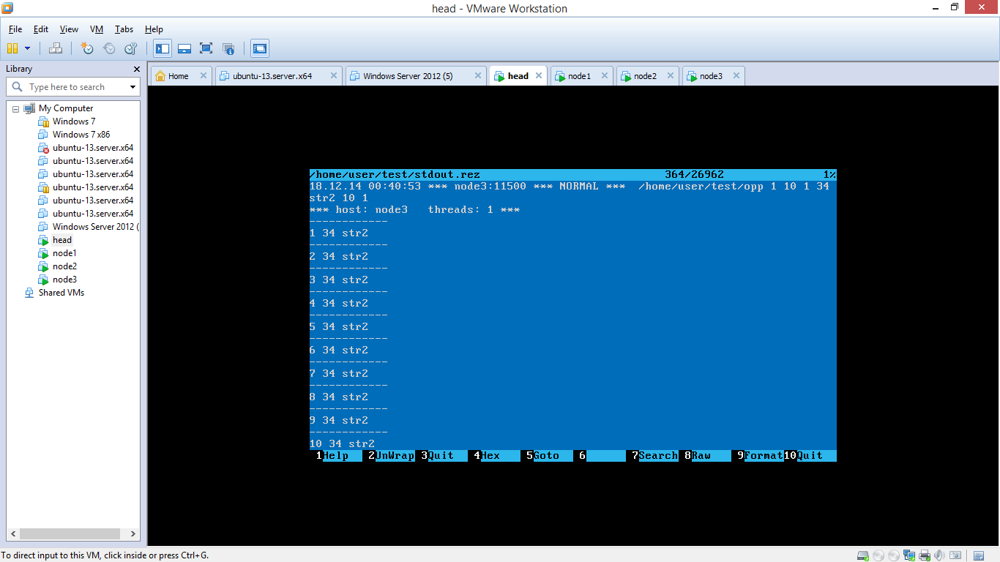 head - VMware Workstation
File Edit View VM Tabs Help
Library
Type here to search
My Computer
Windows 7
Windows 7 x86
ubuntu-13.server.x64
ubuntu-13.server.x64
ubuntu-13.server.x64
ubuntu-13.server.x64
ubuntu-13.server.x64
ubuntu-13.server.x64
Windows Server 2012 (
head
node1
node2
node3
Shared VMs
Home ubuntu-13.server.x64 Windows Server 2012 (5) head node1 node2 node3
/home/user/test/stdout.rez 364/26962 1%
18.12.14 00:40:53 *** node3:11500 *** NORMAL ***  /home/user/test/opp 1 10 1 34
str2 10 1
*** host: node3   threads: 1 ***
------------
1 34 str2
------------
2 34 str2
------------
3 34 str2
------------
4 34 str2
------------
5 34 str2
------------
6 34 str2
------------
7 34 str2
------------
8 34 str2
------------
9 34 str2
------------
10 34 str2
1Help 2UnWrap 3Quit 4Hex 5Goto 6 7Search 8Raw 9Format 10Quit
To direct input to this VM, click inside or press Ctrl+G.